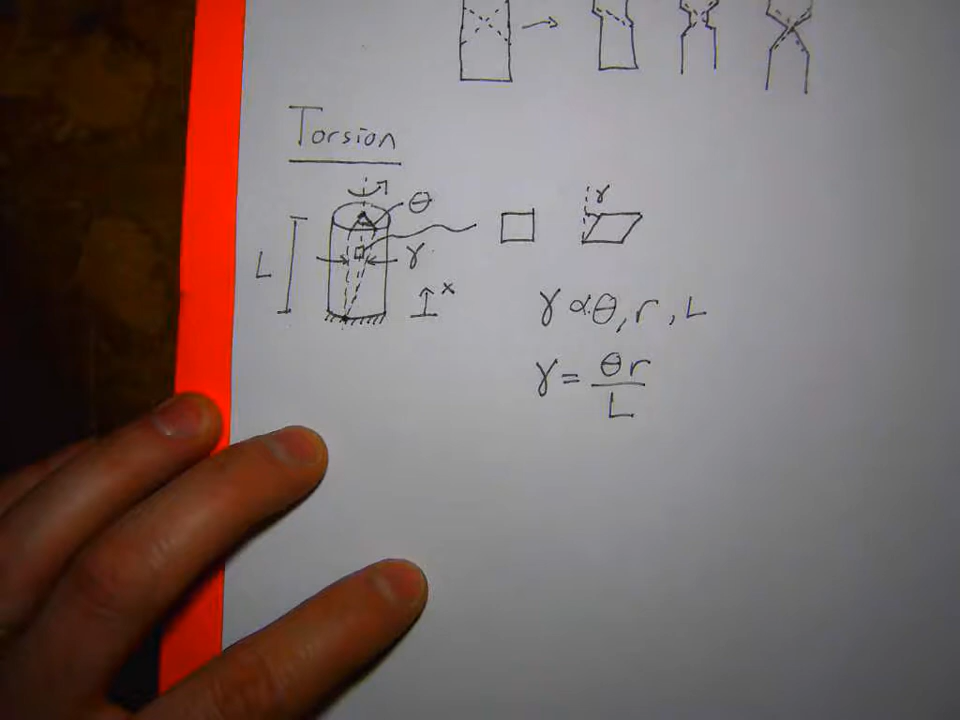 Torsion
θ
γ
L
γ
x
γ ∝ θ, r, L
γ = θr / L